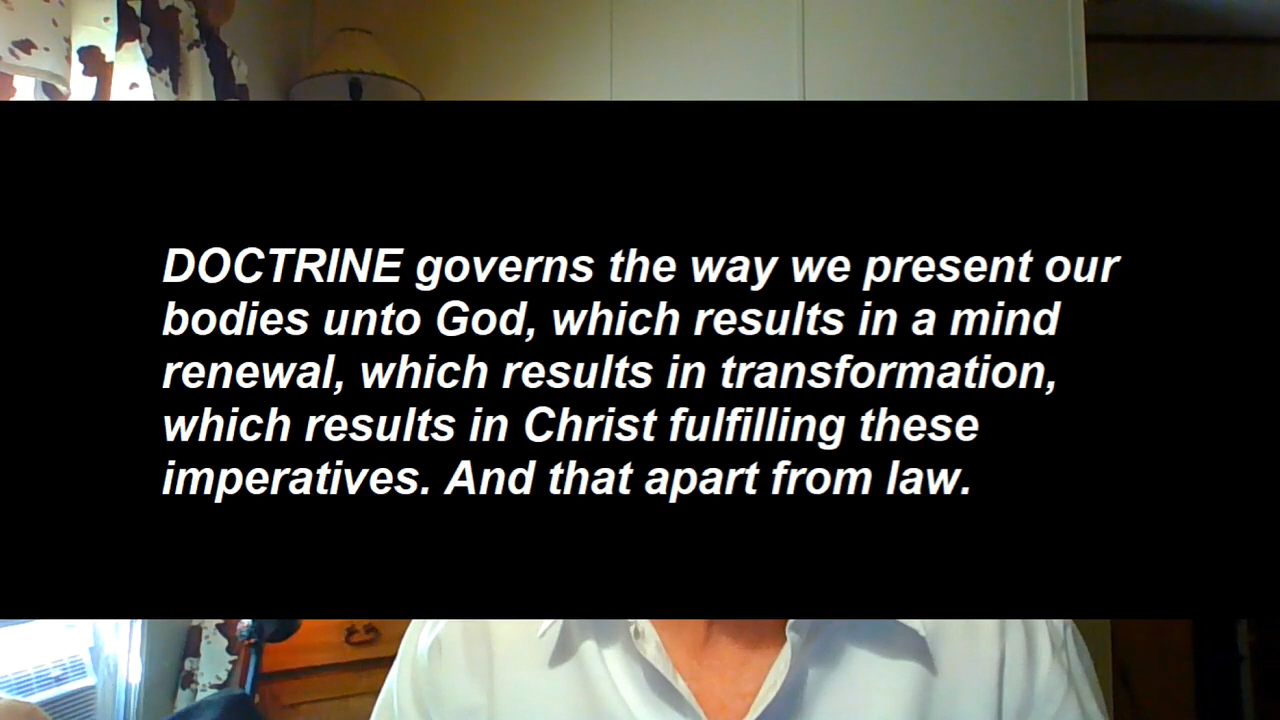 DOCTRINE governs the way we present our
bodies unto God, which results in a mind
renewal, which results in transformation,
which results in Christ fulfilling these
imperatives. And that apart from law.